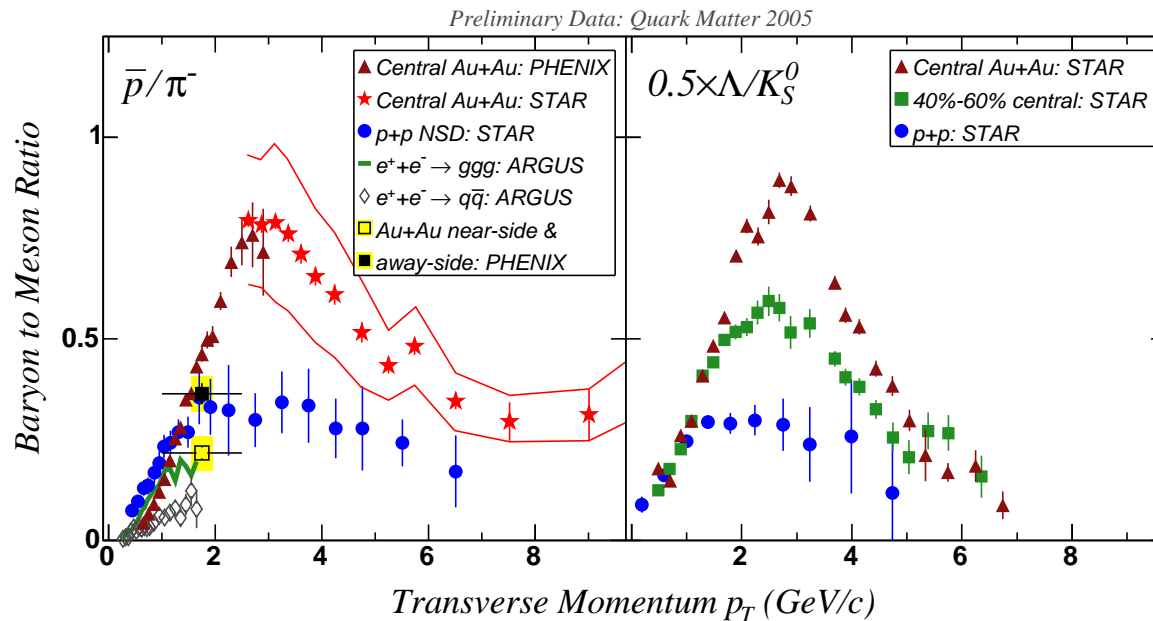 Preliminary Data: Quark Matter 2005
p̅/π⁻
Central Au+Au: PHENIX
Central Au+Au: STAR
p+p NSD: STAR
e⁺+e⁻→ ggg: ARGUS
e⁺+e⁻→ qq̅: ARGUS
Au+Au near-side &
away-side: PHENIX
0.5×Λ/K⁰_S
Central Au+Au: STAR
40%-60% central: STAR
p+p: STAR
Baryon to Meson Ratio
1
0.5
0
0 2 4 6 8 2 4 6 8
Transverse Momentum p_T (GeV/c)